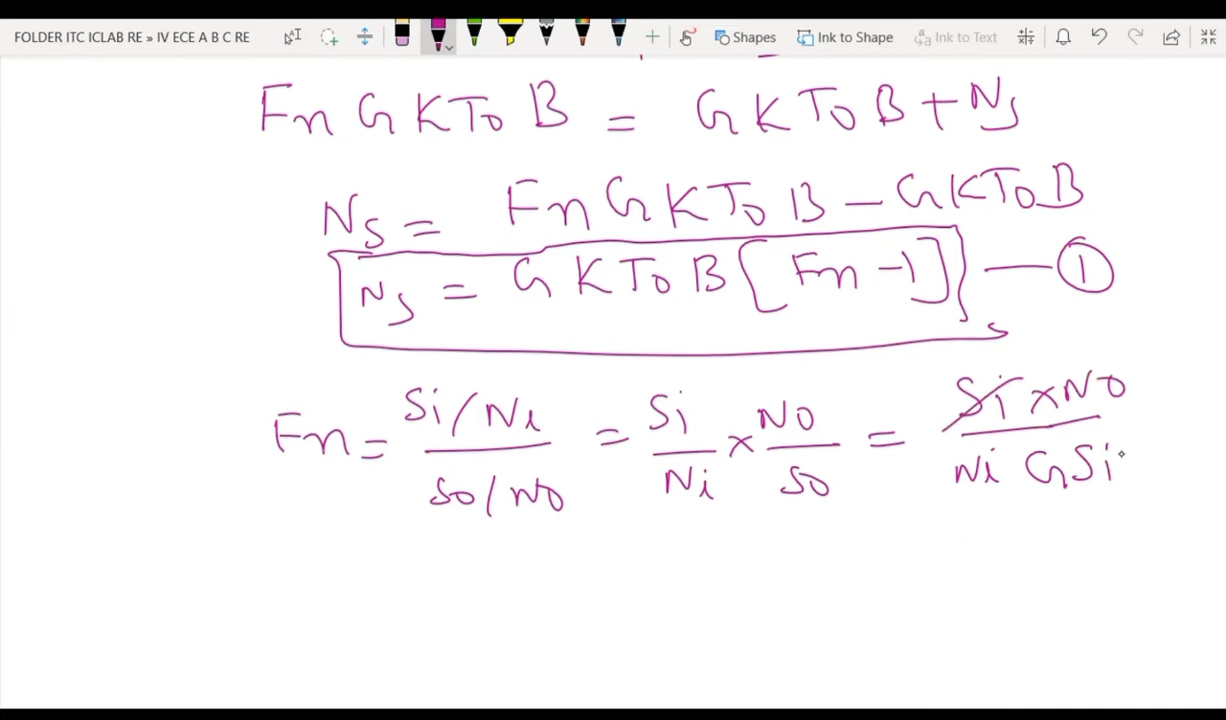 FOLDER ITC ICLAB RE » IV ECE A B C RE Shapes Ink to Shape Ink to Text
Fn G K To B = G K To B + Ns
Ns = Fn G K To B - G K To B
Ns = G K To B [ Fn -1 ] — 1
Fn = Si/Ni / So/No = Si/Ni x No/So = Si x No / Ni G Si